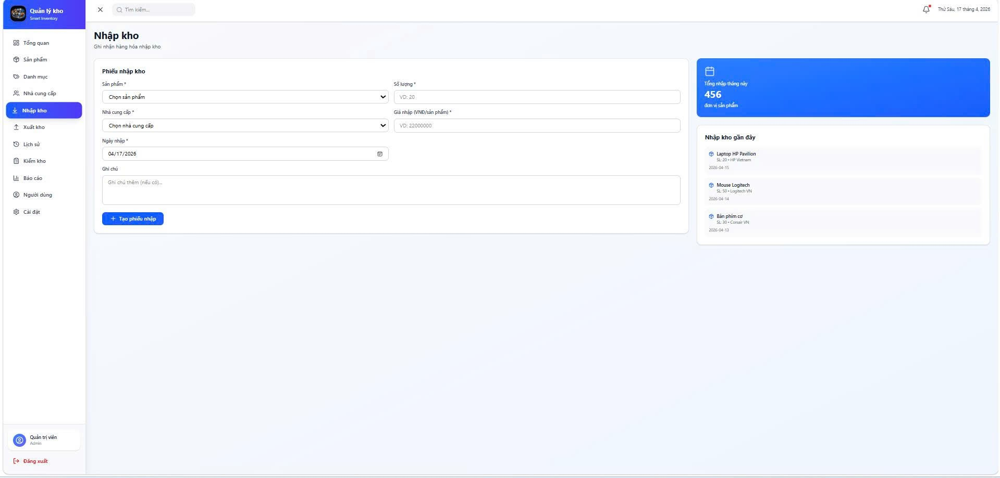 Quản lý kho
Smart Inventory
Tìm kiếm...
Thứ Sáu, 17 tháng 4, 2026
Tổng quan
Sản phẩm
Danh mục
Nhà cung cấp
Nhập kho
Xuất kho
Lịch sử
Kiểm kho
Báo cáo
Người dùng
Cài đặt
Quản trị viên
Admin
Đăng xuất
Nhập kho
Ghi nhận hàng hóa nhập kho
Phiếu nhập kho
Sản phẩm *
Chọn sản phẩm
Số lượng *
VD: 20
Nhà cung cấp *
Chọn nhà cung cấp
Giá nhập (VNĐ/sản phẩm) *
VD: 22000000
Ngày nhập *
04/17/2026
Ghi chú
Ghi chú thêm (nếu có)...
Tạo phiếu nhập
Tổng nhập tháng này
456
đơn vị sản phẩm
Nhập kho gần đây
Laptop HP Pavilion
SL: 20 • HP Vietnam
2026-04-15
Mouse Logitech
SL: 50 • Logitech VN
2026-04-14
Bàn phím cơ
SL: 30 • Corsair VN
2026-04-13